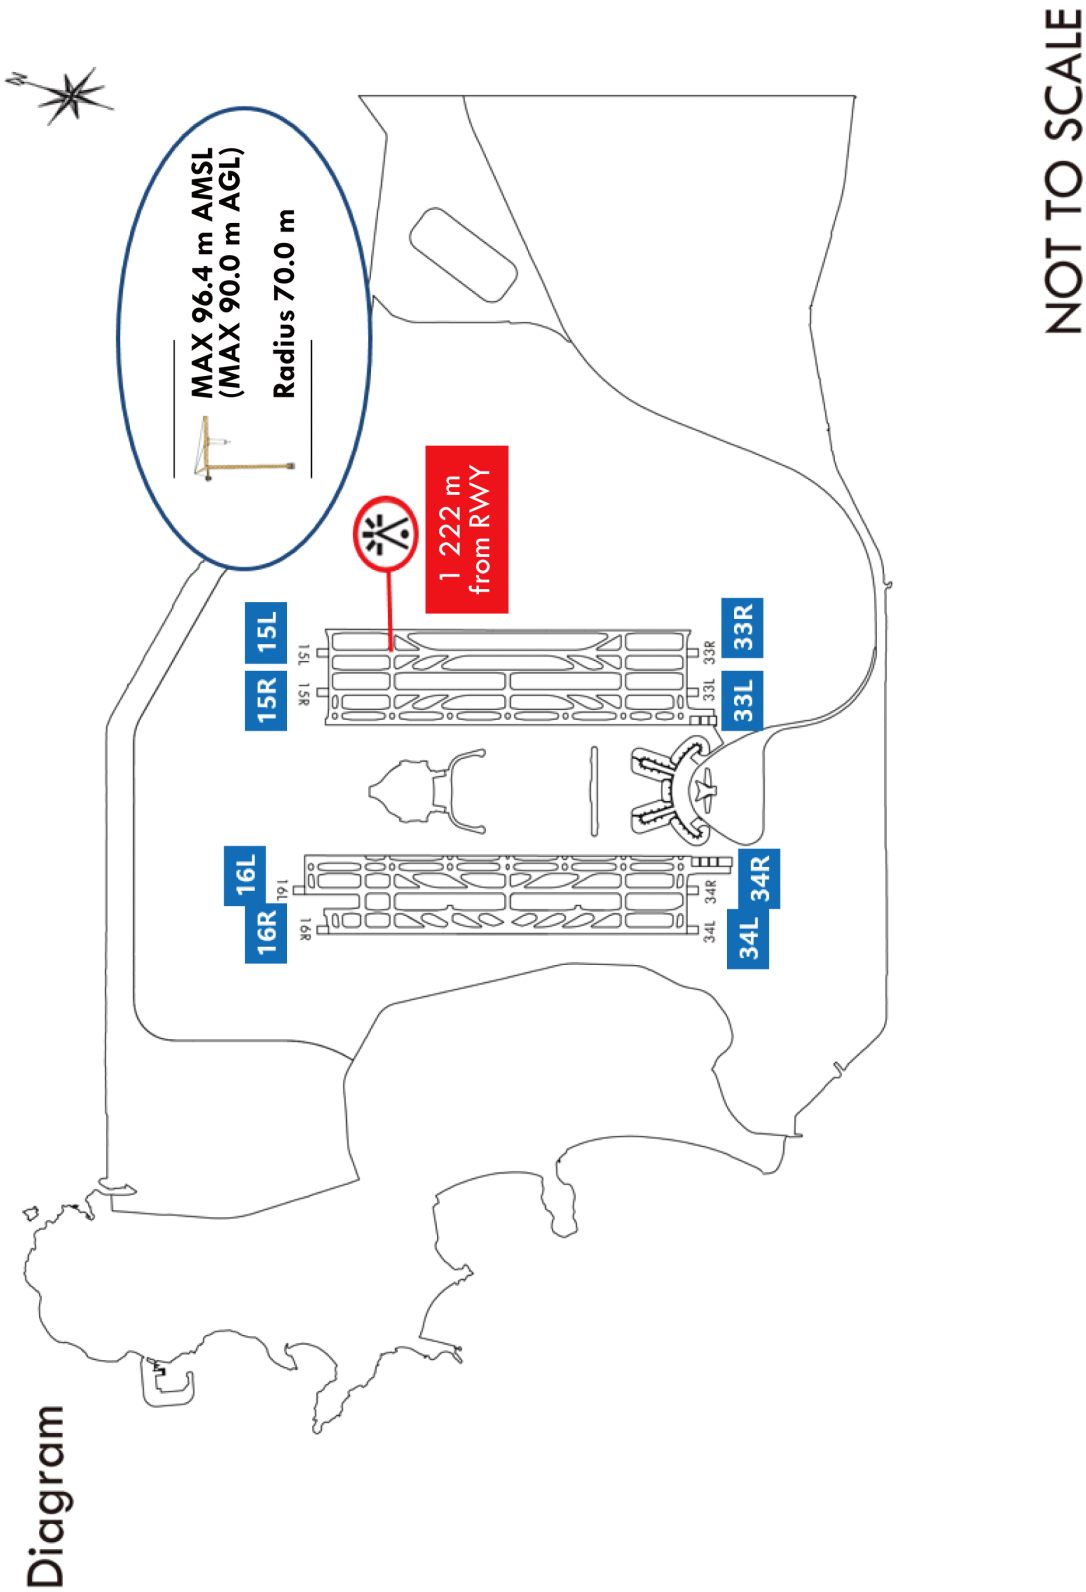 Diagram
N
MAX 96.4 m AMSL
(MAX 90.0 m AGL)
Radius 70.0 m
1 222 m
from RWY
15L
15R
15L
15R
33R
33L
33R
33L
16L
16R
16L
16R
34R
34L
34R
34L
NOT TO SCALE